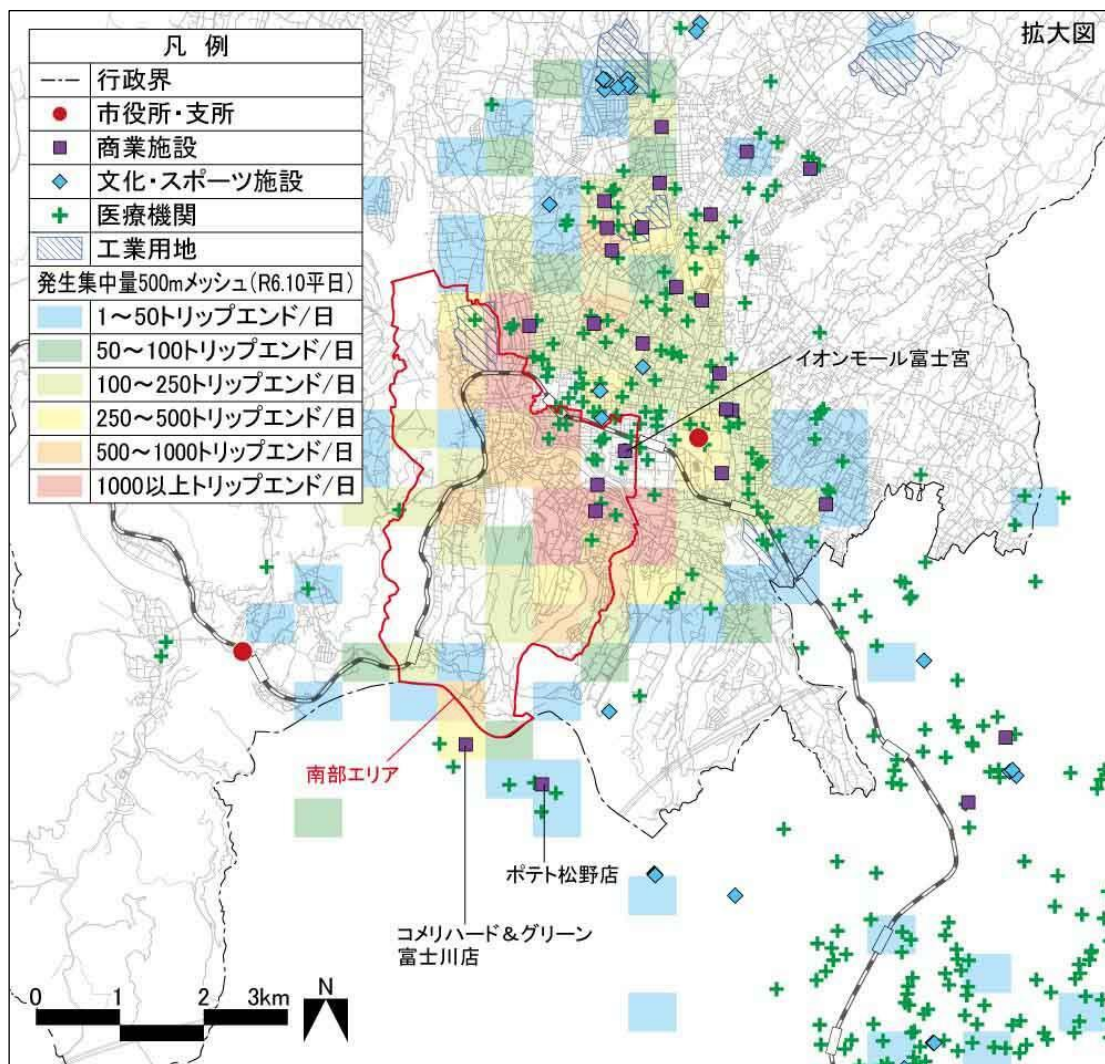 拡大図
凡例
行政界
市役所・支所
商業施設
文化・スポーツ施設
医療機関
工業用地
発生集中量500mメッシュ(R6.10平日)
1～50トリップエンド/日
50～100トリップエンド/日
100～250トリップエンド/日
250～500トリップエンド/日
500～1000トリップエンド/日
1000以上トリップエンド/日
イオンモール富士宮
南部エリア
ポテト松野店
コメリハード＆グリーン
富士川店
0 1 2 3km
N